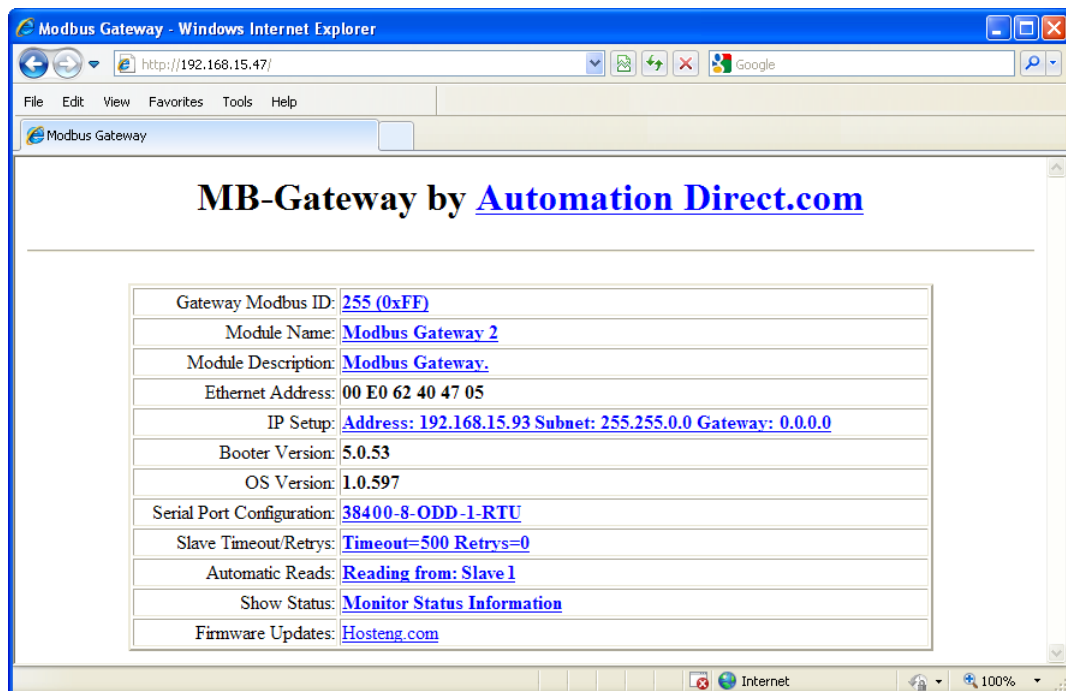 Modbus Gateway - Windows Internet Explorer
http://192.168.15.47/
Google
File Edit View Favorites Tools Help
Modbus Gateway
MB-Gateway by Automation Direct.com
Gateway Modbus ID: 255 (0xFF)
Module Name: Modbus Gateway 2
Module Description: Modbus Gateway.
Ethernet Address: 00 E0 62 40 47 05
IP Setup: Address: 192.168.15.93 Subnet: 255.255.0.0 Gateway: 0.0.0.0
Booter Version: 5.0.53
OS Version: 1.0.597
Serial Port Configuration: 38400-8-ODD-1-RTU
Slave Timeout/Retrys: Timeout=500 Retrys=0
Automatic Reads: Reading from: Slave 1
Show Status: Monitor Status Information
Firmware Updates: Hosteng.com
Internet 100%